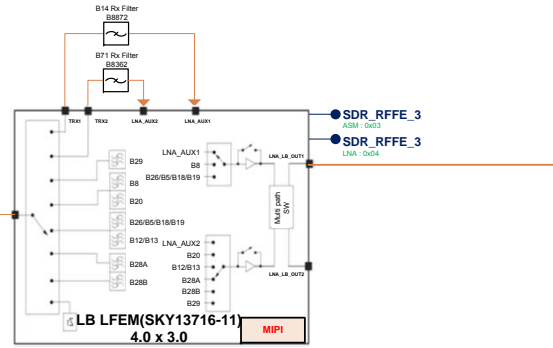 B14 Rx Filter
B8872
B71 Rx Filter
B8362
TRX1
TRX2
LNA_AUX2
LNA_AUX1
SDR_RFFE_3
ASM : 0x03
SDR_RFFE_3
LNA : 0x04
B29
B8
B20
B26/B5/B18/B19
B12/B13
B28A
B28B
LNA_AUX1
B8
B26/B5/B18/B19
LNA_AUX2
B20
B12/B13
B28A
B28B
B29
LNA_LB_OUT1
Multi path
SW
LNA_LB_OUT2
LB LFEM(SKY13716-11)
4.0 x 3.0
MIPI